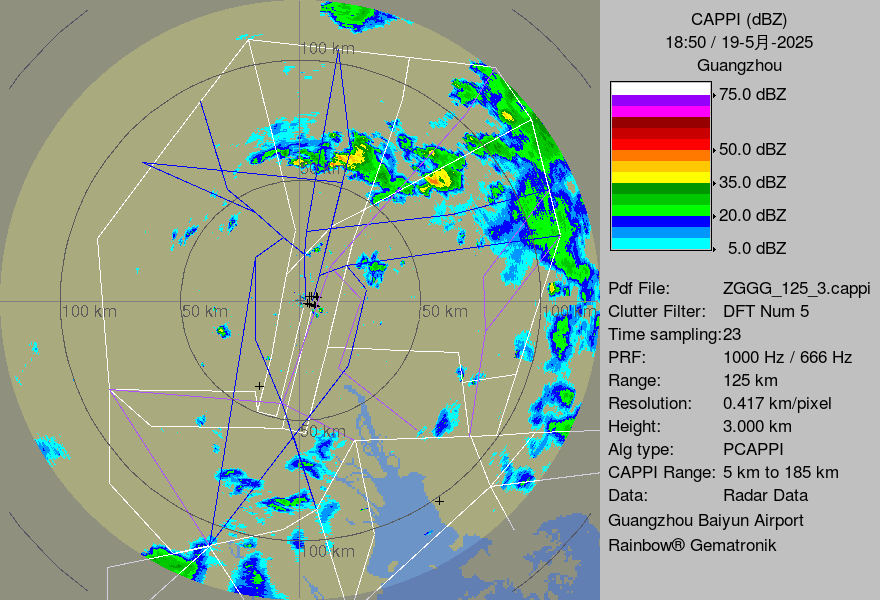 CAPPI (dBZ)
18:50 / 19-5月-2025
Guangzhou
75.0 dBZ
50.0 dBZ
35.0 dBZ
20.0 dBZ
5.0 dBZ
Pdf File: ZGGG_125_3.cappi
Clutter Filter: DFT Num 5
Time sampling:23
PRF: 1000 Hz / 666 Hz
Range: 125 km
Resolution: 0.417 km/pixel
Height: 3.000 km
Alg type: PCAPPI
CAPPI Range: 5 km to 185 km
Data: Radar Data
Guangzhou Baiyun Airport
Rainbow® Gematronik
100 km
50 km
100 km
50 km
50 km
100 km
50 km
100 km